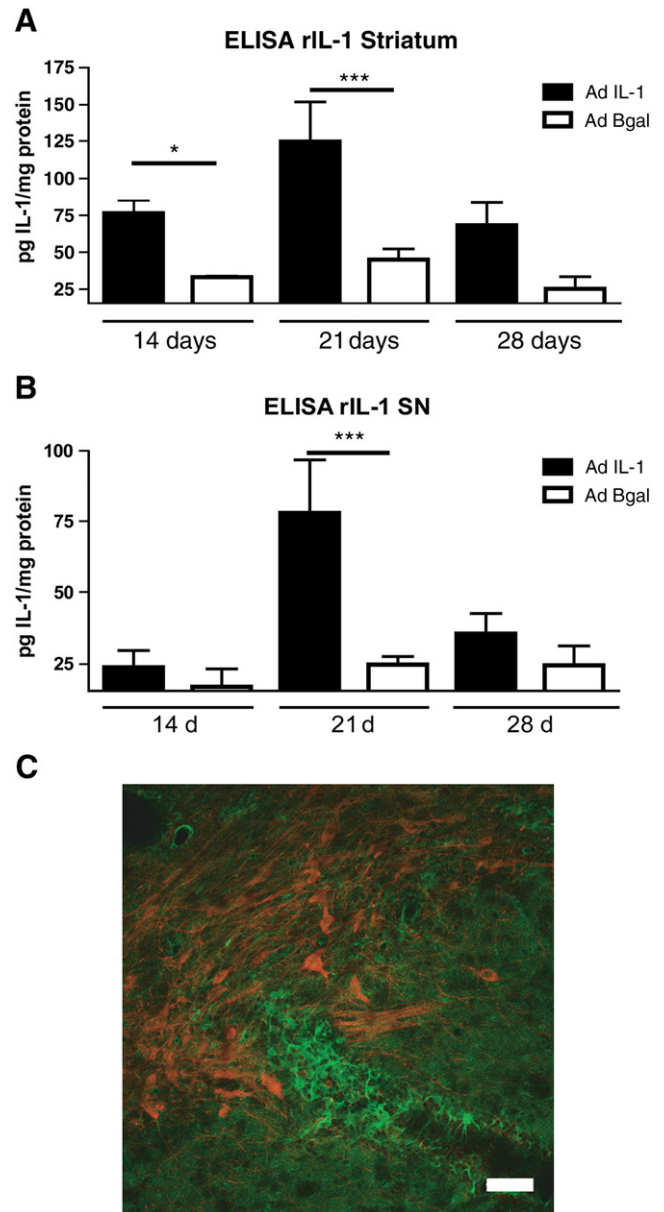 A
ELISA rIL-1 Striatum
pg IL-1/mg protein
175
125
100
75
50
25
*
***
Ad IL-1
Ad Bgal
14 days
21 days
28 days
B
ELISA rIL-1 SN
pg IL-1/mg protein
100
75
50
25
***
Ad IL-1
Ad Bgal
14 d
21 d
28 d
C